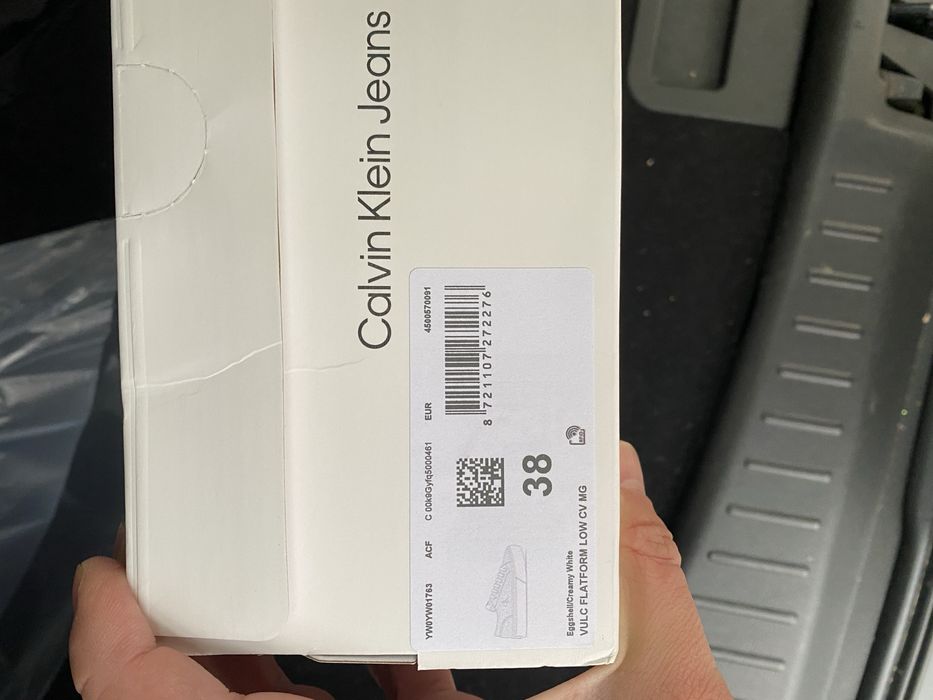 Calvin Klein Jeans
YW0YW01763 ACF C 00k9Gyfq5000461 EUR 4500570091
8 721107 272276
38
RFID
Eggshell/Creamy White
VULC FLATFORM LOW CV MG